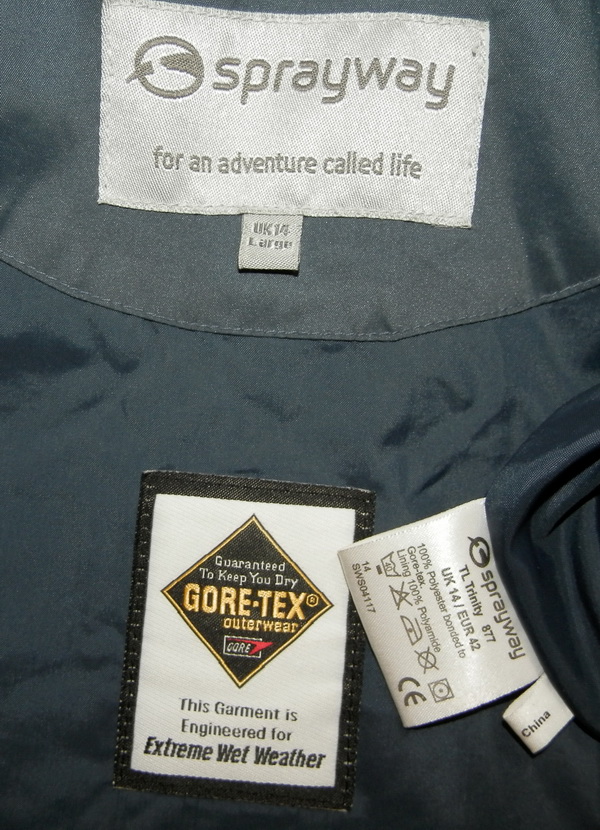 sprayway
for an adventure called life
UK14
Large
Guaranteed
To Keep You Dry
GORE-TEX®
outerwear
GORE
This Garment is
Engineered for
Extreme Wet Weather
sprayway
TL Trinity 877
UK 14 / EUR 42
100% Polyester bonded to
Gore-tex
Lining 100% Polyamide
40
CE
14
SWS04117
China